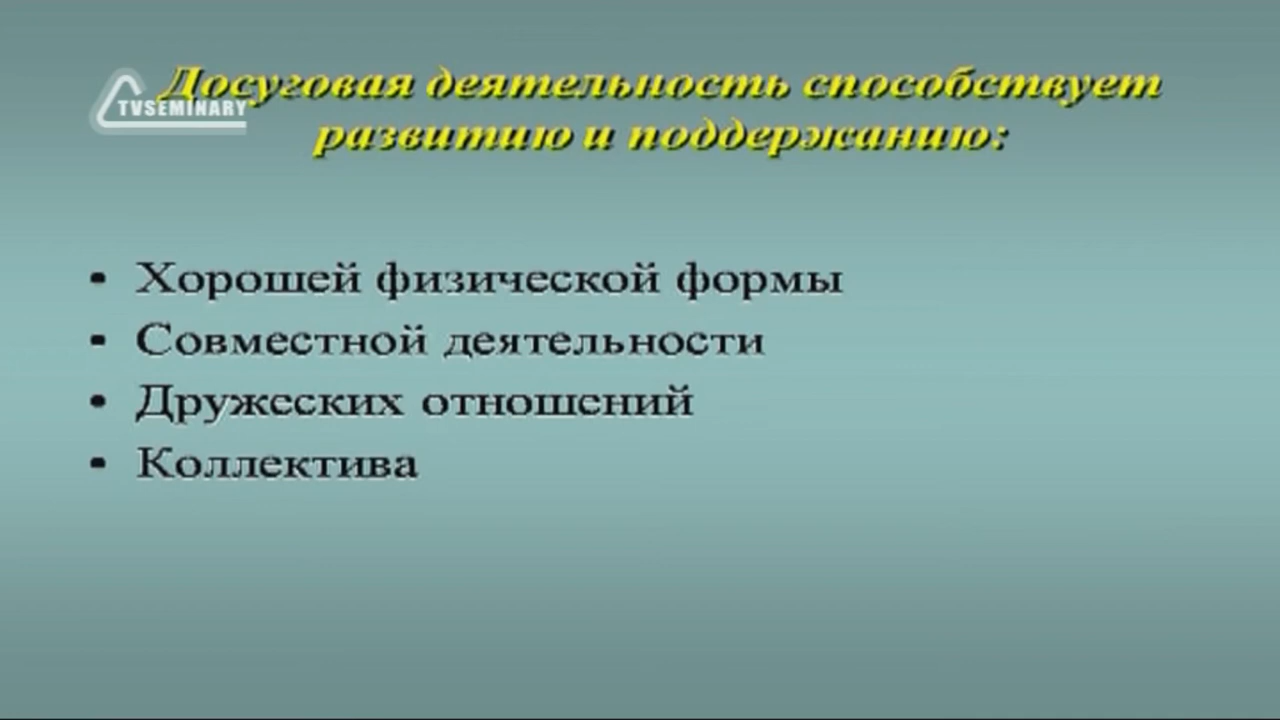 Досуговая деятельность способствует
TVSEMINARY
развитию и поддержанию:
• Хорошей физической формы
• Совместной деятельности
• Дружеских отношений
• Коллектива